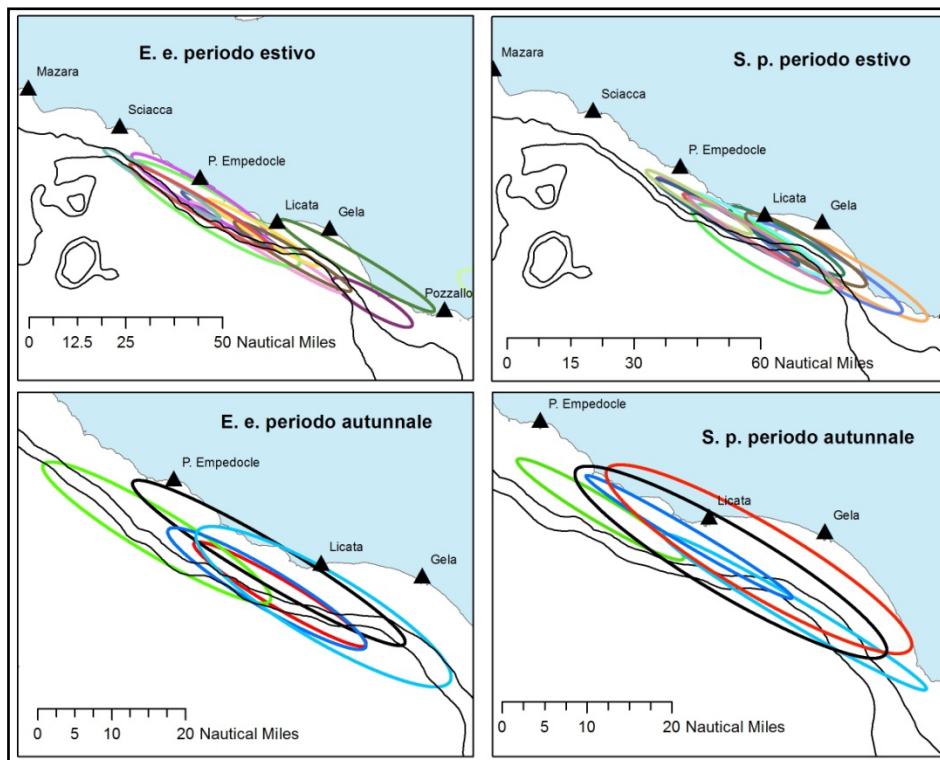 E. e. periodo estivo
Mazara
Sciacca
P. Empedocle
Licata
Gela
Pozzallo
0 12.5 25 50 Nautical Miles
S. p. periodo estivo
Mazara
Sciacca
P. Empedocle
Licata
Gela
0 15 30 60 Nautical Miles
E. e. periodo autunnale
P. Empedocle
Licata
Gela
0 5 10 20 Nautical Miles
P. Empedocle
S. p. periodo autunnale
Licata
Gela
0 5 10 20 Nautical Miles